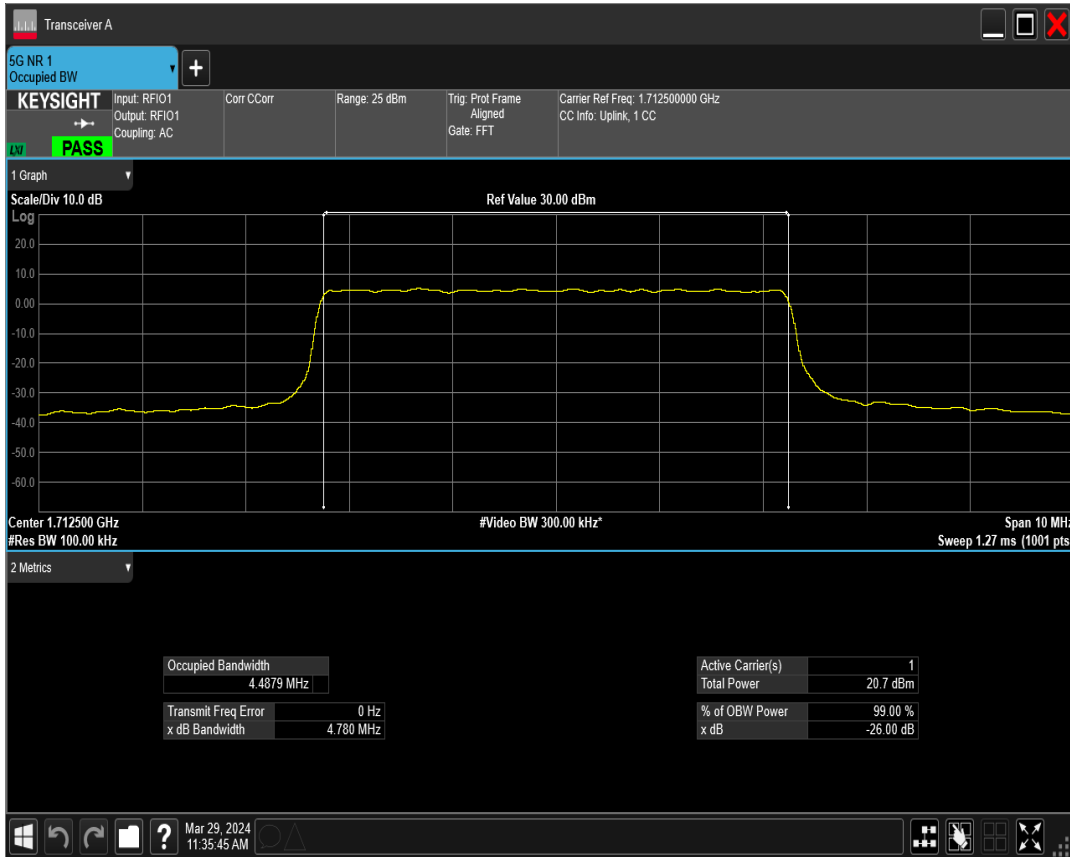 Transceiver A
5G NR 1
Occupied BW
KEYSIGHT
LXI
PASS
Input: RFIO1
Output: RFIO1
Coupling: AC
Corr CCorr
Range: 25 dBm
Trig: Prot Frame
Aligned
Gate: FFT
Carrier Ref Freq: 1.712500000 GHz
CC Info: Uplink, 1 CC
1 Graph
Scale/Div 10.0 dB
Ref Value 30.00 dBm
Log
20.0
10.0
0.00
-10.0
-20.0
-30.0
-40.0
-50.0
-60.0
Center 1.712500 GHz
#Video BW 300.00 kHz*
Span 10 MHz
#Res BW 100.00 kHz
Sweep 1.27 ms (1001 pts
2 Metrics
Occupied Bandwidth
4.4879 MHz
Transmit Freq Error 0 Hz
x dB Bandwidth 4.780 MHz
Active Carrier(s) 1
Total Power 20.7 dBm
% of OBW Power 99.00 %
x dB -26.00 dB
?
Mar 29, 2024
11:35:45 AM